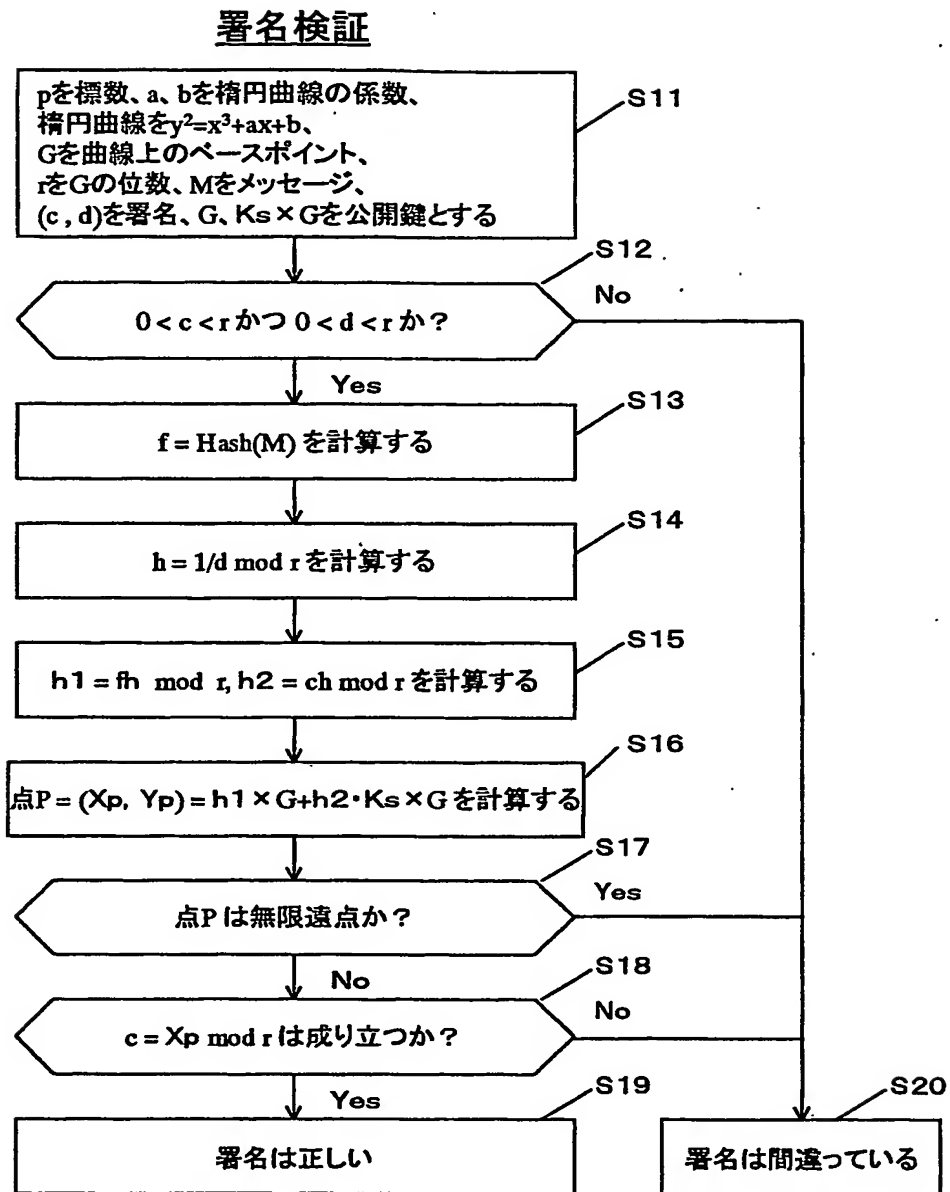 署名検証
pを標数、a、bを楕円曲線の係数、
楕円曲線をy²=x³+ax+b、
Gを曲線上のベースポイント、
rをGの位数、Mをメッセージ、
(c , d)を署名、G、Ks×Gを公開鍵とする
S11
S12
0 < c < r かつ 0 < d < r か？
No
Yes
S13
f = Hash(M) を計算する
S14
h = 1/d mod r を計算する
S15
h1 = fh mod r, h2 = ch mod r を計算する
S16
点P = (Xp, Yp) = h1×G+h2・Ks×G を計算する
S17
点P は無限遠点か？
Yes
No
S18
c = Xp mod r は成り立つか？
No
Yes
S19
署名は正しい
S20
署名は間違っている